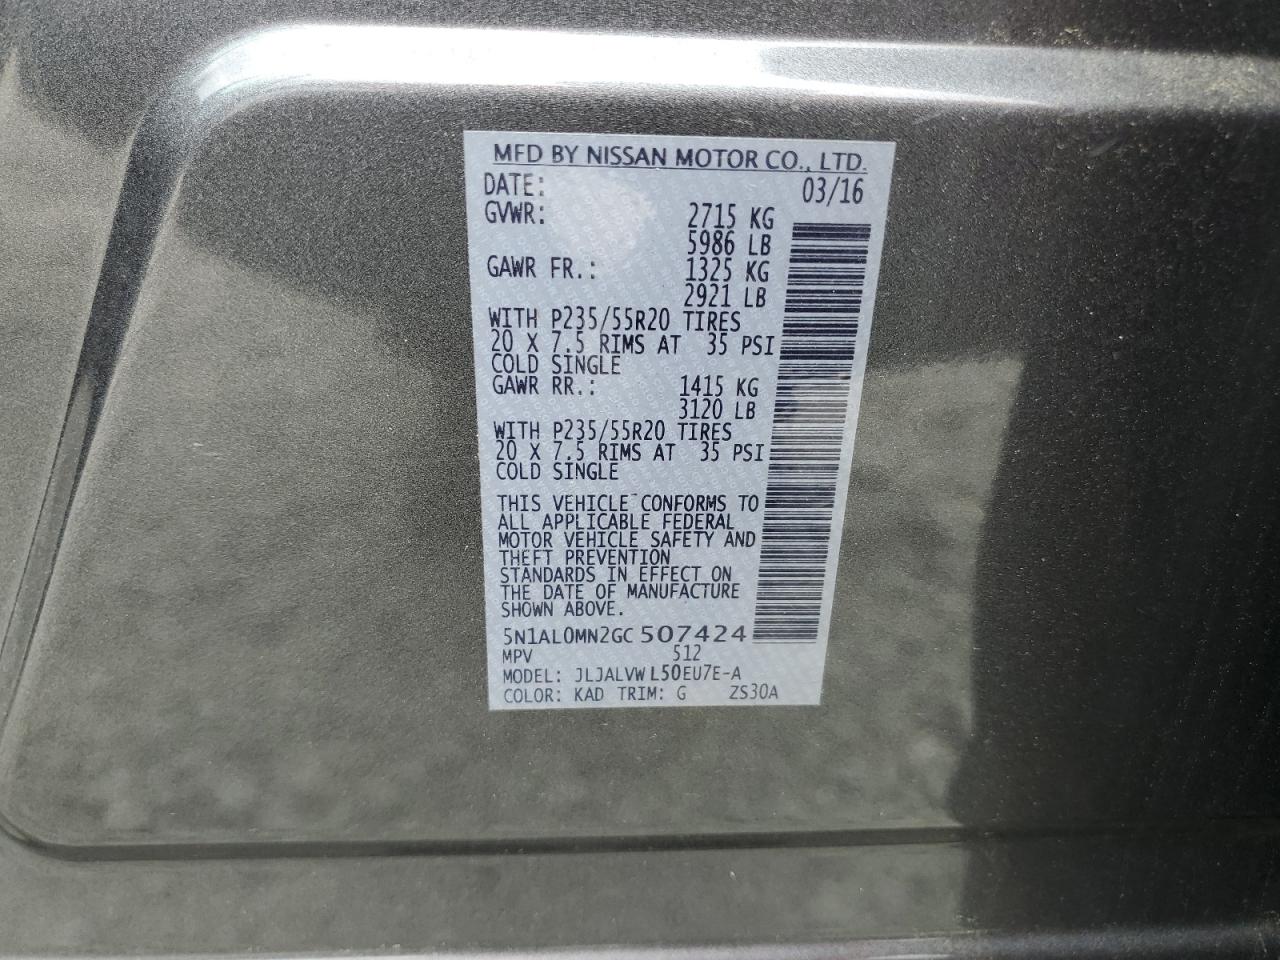 MFD BY NISSAN MOTOR CO., LTD.
DATE: 03/16
GVWR: 2715 KG
5986 LB
GAWR FR.: 1325 KG
2921 LB
WITH P235/55R20 TIRES
20 X 7.5 RIMS AT 35 PSI
COLD SINGLE
GAWR RR.: 1415 KG
3120 LB
WITH P235/55R20 TIRES
20 X 7.5 RIMS AT 35 PSI
COLD SINGLE
THIS VEHICLE CONFORMS TO
ALL APPLICABLE FEDERAL
MOTOR VEHICLE SAFETY AND
THEFT PREVENTION
STANDARDS IN EFFECT ON
THE DATE OF MANUFACTURE
SHOWN ABOVE.
5N1AL0MN2GC 507424
MPV 512
MODEL: JLJALVW L50EU7E-A
COLOR: KAD TRIM: G ZS30A